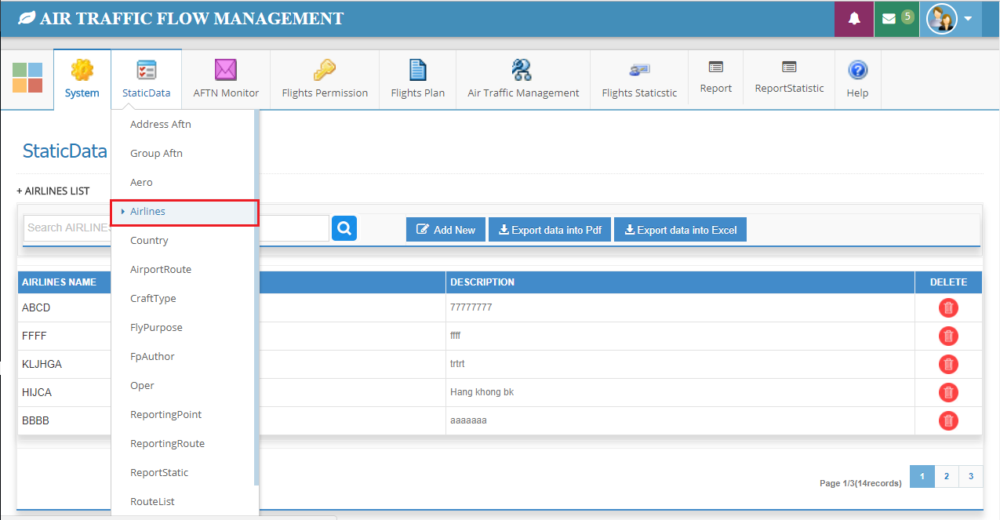 AIR TRAFFIC FLOW MANAGEMENT
5
System
StaticData
AFTN Monitor
Flights Permission
Flights Plan
Air Traffic Management
Flights Staticstic
Report
ReportStatistic
Help
Address Aftn
Group Aftn
Aero
Airlines
Country
AirportRoute
CraftType
FlyPurpose
FpAuthor
Oper
ReportingPoint
ReportingRoute
ReportStatic
RouteList
StaticData
+ AIRLINES LIST
Search AIRLINES
Add New
Export data into Pdf
Export data into Excel
AIRLINES NAME DESCRIPTION DELETE
ABCD 77777777
FFFF ffff
KLJHGA trtrt
HIJCA Hang khong bk
BBBB aaaaaaa
Page 1/3(14records) 1 2 3